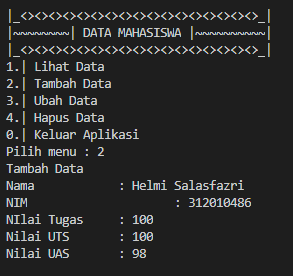 |_<><><><><><><><><><><><><><>_|
|~~~~~~~~| DATA MAHASISWA |~~~~~~~~~~|
|_<><><><><><><><><><><><><><>_|
1.| Lihat Data
2.| Tambah Data
3.| Ubah Data
4.| Hapus Data
0.| Keluar Aplikasi
Pilih menu : 2
Tambah Data
Nama : Helmi Salasfazri
NIM : 312010486
NIlai Tugas : 100
Nilai UTS : 100
Nilai UAS : 98